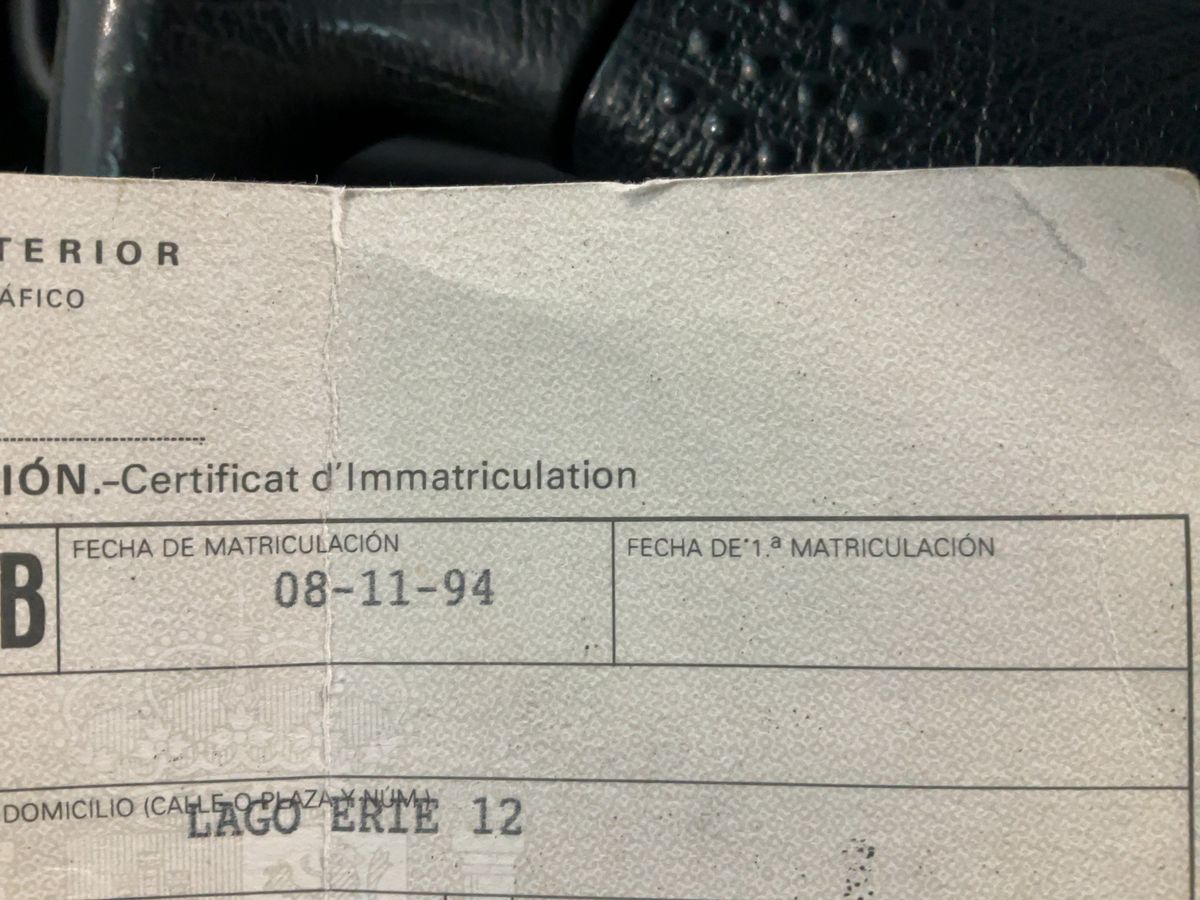 TERIOR
ÁFICO
IÓN.-Certificat d'Immatriculation
B
FECHA DE MATRICULACIÓN
08-11-94
FECHA DE 1.ª MATRICULACIÓN
DOMICILIO (CALLE O PLAZA Y NÚM.)
LAGO ERIE 12